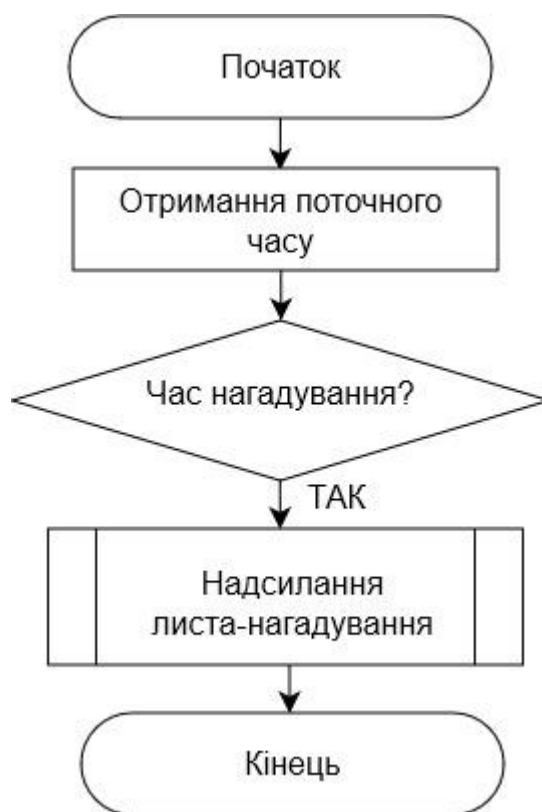 Початок
Отримання поточного
часу
Час нагадування?
ТАК
Надсилання
листа-нагадування
Кінець